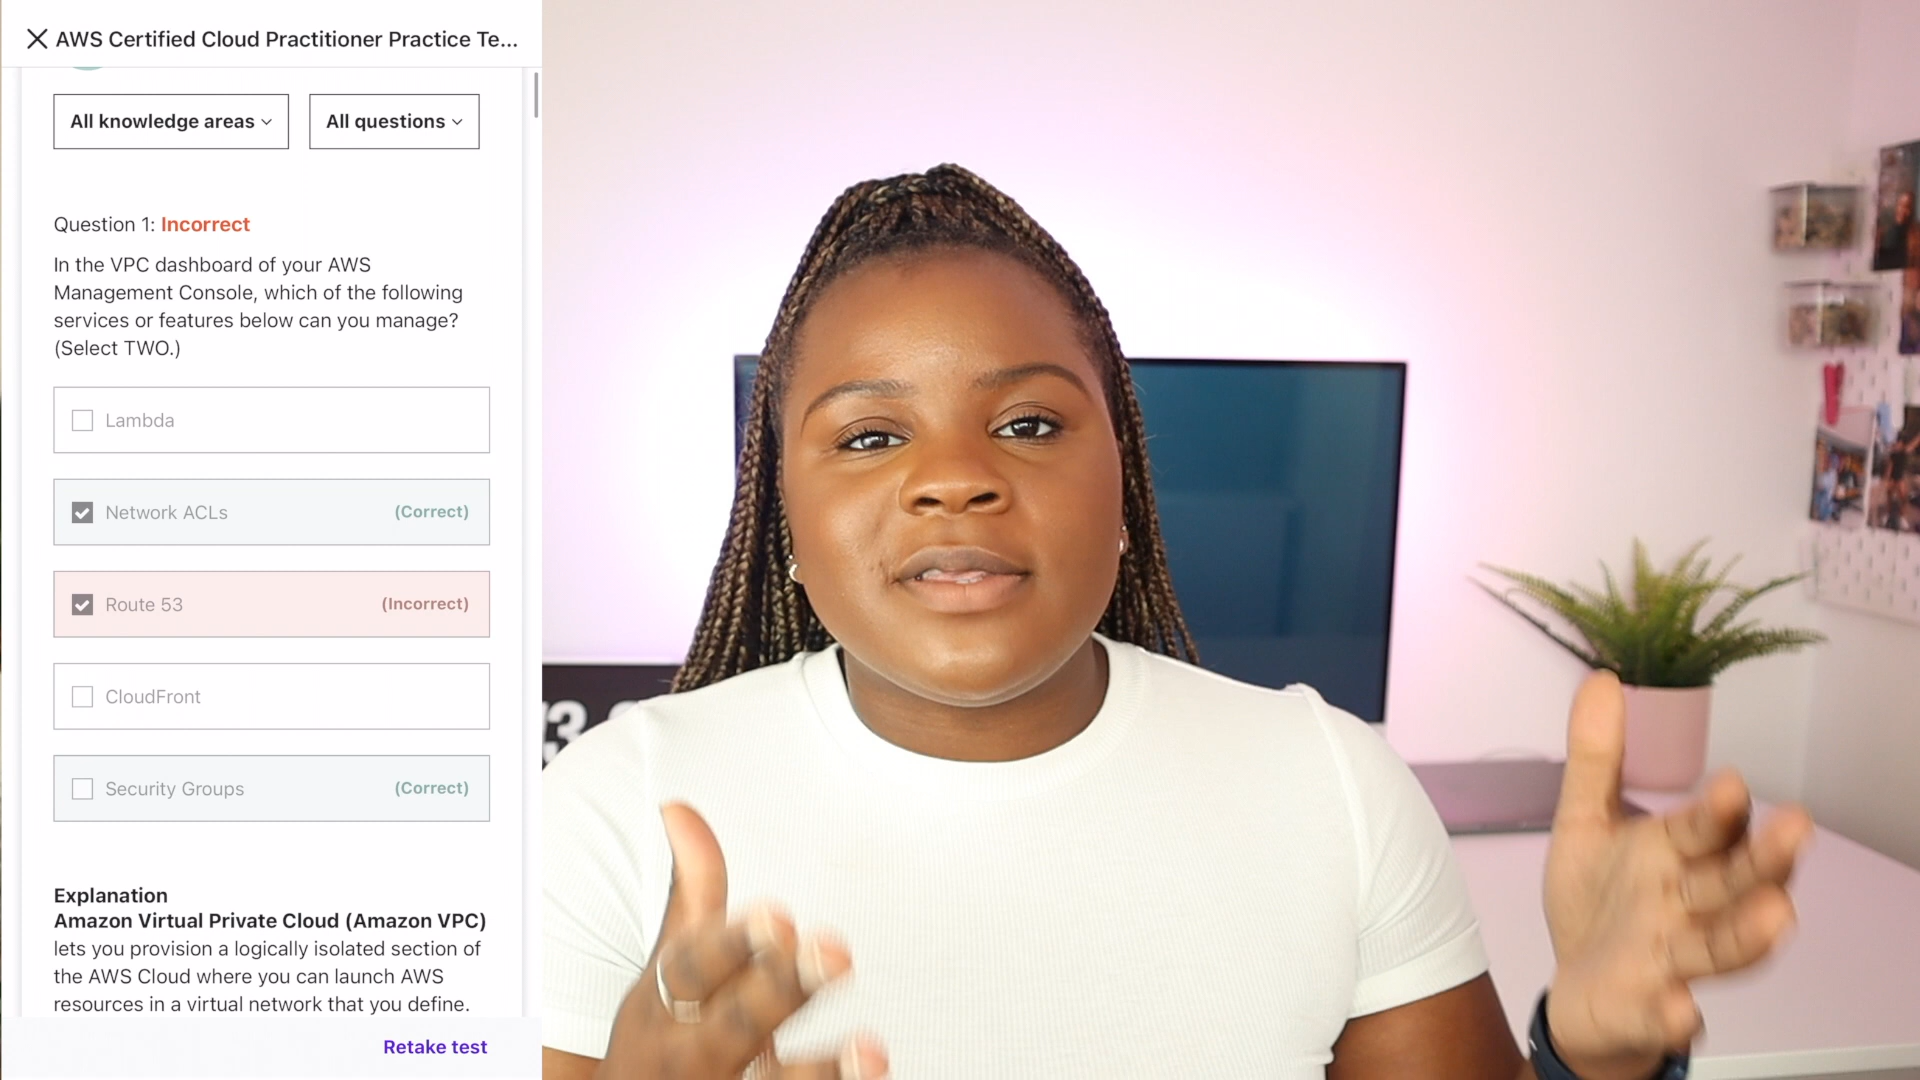 AWS Certified Cloud Practitioner Practice Te...
All knowledge areas
All questions
Question 1: Incorrect
In the VPC dashboard of your AWS
Management Console, which of the following
services or features below can you manage?
(Select TWO.)
Lambda
Network ACLs (Correct)
Route 53 (Incorrect)
CloudFront
Security Groups (Correct)
Explanation
Amazon Virtual Private Cloud (Amazon VPC)
lets you provision a logically isolated section of
the AWS Cloud where you can launch AWS
resources in a virtual network that you define.
Retake test